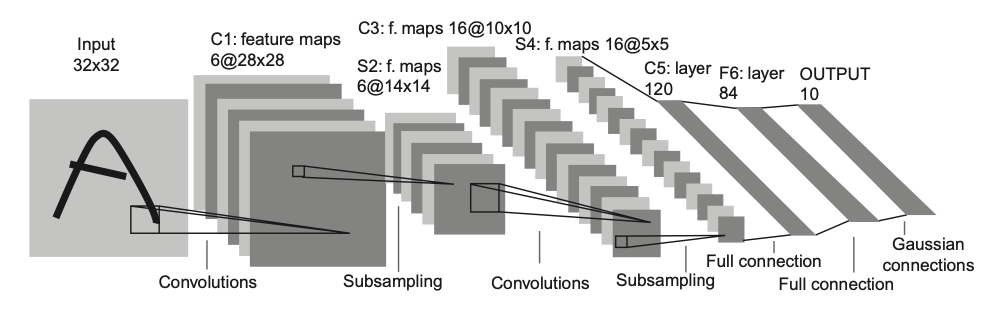 Input
32x32
C1: feature maps
6@28x28
C3: f. maps 16@10x10
S2: f. maps
6@14x14
S4: f. maps 16@5x5
C5: layer
120
F6: layer
84
OUTPUT
10
Convolutions
Subsampling
Convolutions
Subsampling
Full connection
Full connection
Gaussian
connections
A